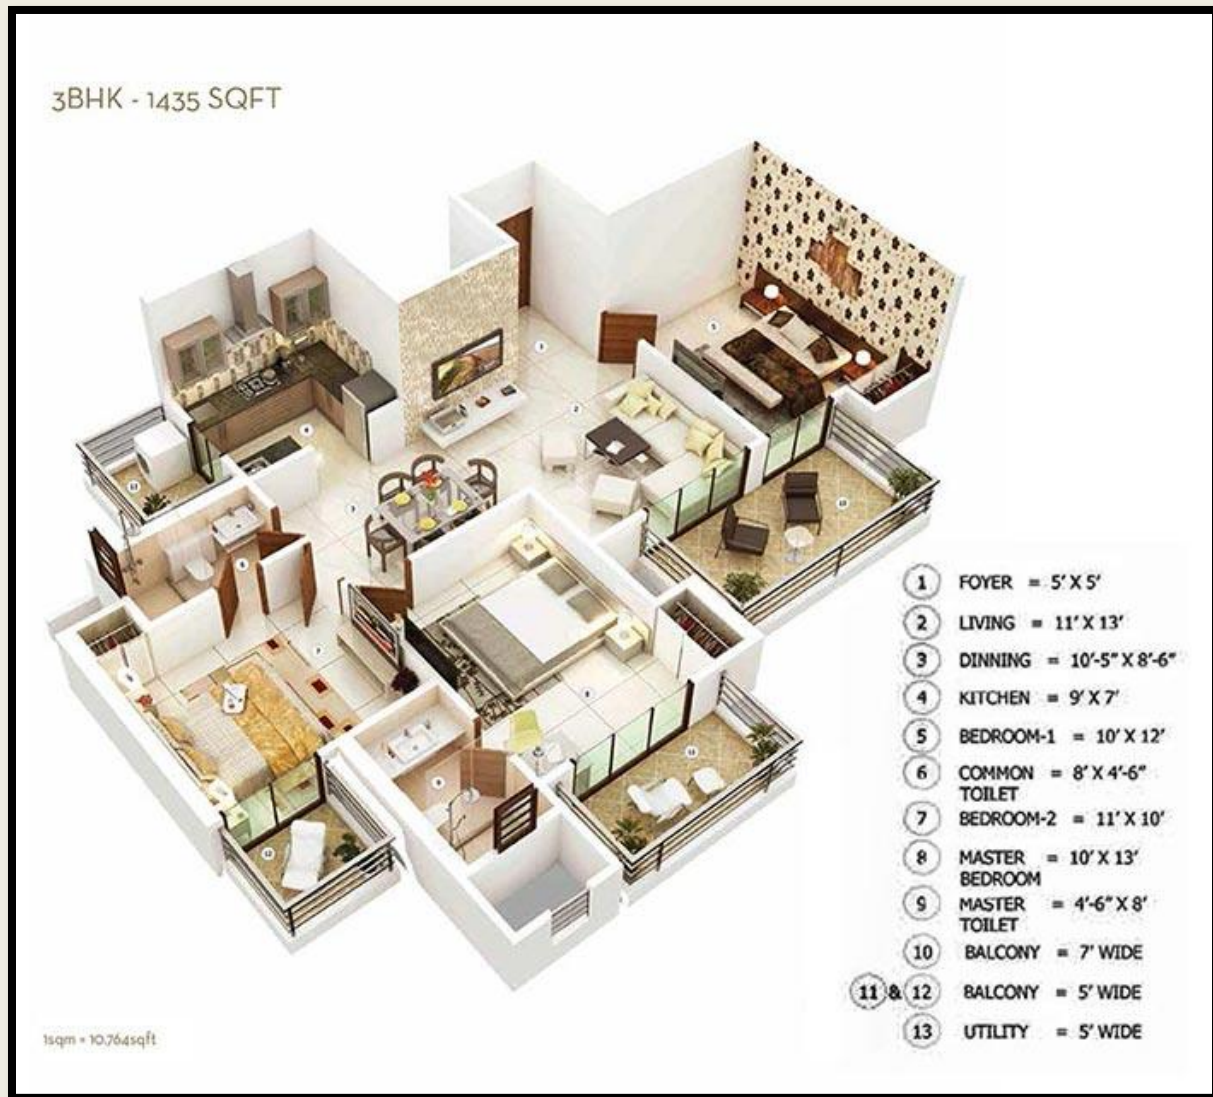 3BHK - 1435 SQFT
1 FOYER = 5' X 5'
2 LIVING = 11' X 13'
3 DINNING = 10'-5" X 8'-6"
4 KITCHEN = 9' X 7'
5 BEDROOM-1 = 10' X 12'
6 COMMON = 8' X 4'-6"
TOILET
7 BEDROOM-2 = 11' X 10'
8 MASTER = 10' X 13'
BEDROOM
9 MASTER = 4'-6" X 8'
TOILET
10 BALCONY = 7' WIDE
11 & 12 BALCONY = 5' WIDE
13 UTILITY = 5' WIDE
1sqm = 10.764sqft